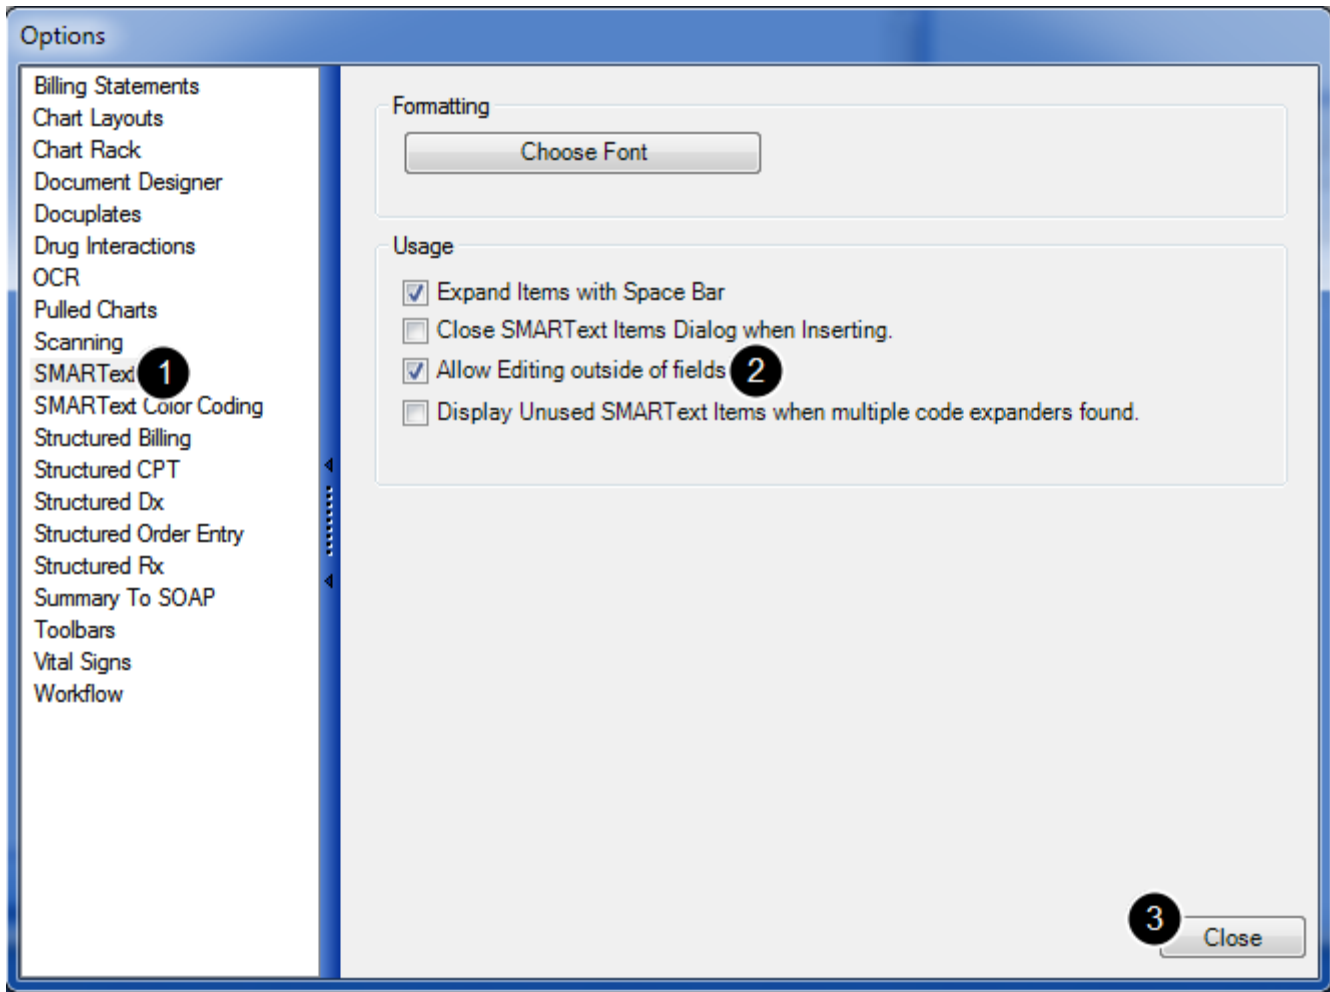 Options
Billing Statements
Chart Layouts
Chart Rack
Document Designer
Docuplates
Drug Interactions
OCR
Pulled Charts
Scanning
SMARText 1
SMARText Color Coding
Structured Billing
Structured CPT
Structured Dx
Structured Order Entry
Structured Rx
Summary To SOAP
Toolbars
Vital Signs
Workflow
Formatting
Choose Font
Usage
Expand Items with Space Bar
Close SMARText Items Dialog when Inserting.
Allow Editing outside of fields 2
Display Unused SMARText Items when multiple code expanders found.
3 Close